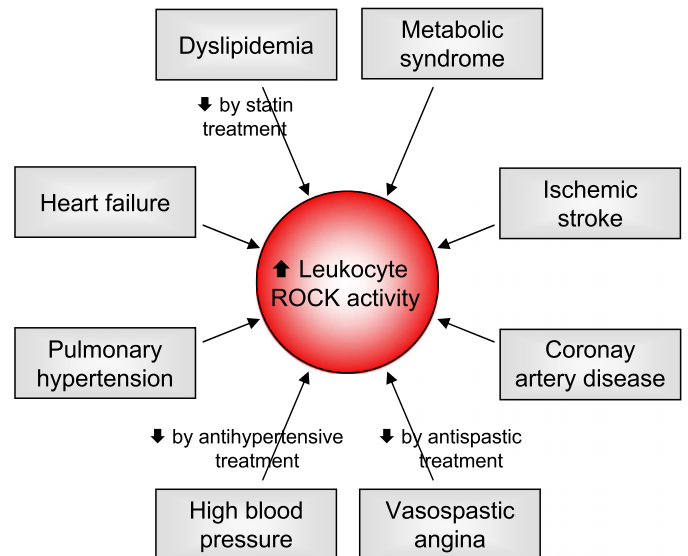 Dyslipidemia
Metabolic
syndrome
⬇ by statin
treatment
Heart failure
Ischemic
stroke
⬆ Leukocyte
ROCK activity
Pulmonary
hypertension
Coronay
artery disease
⬇ by antihypertensive
treatment
⬇ by antispastic
treatment
High blood
pressure
Vasospastic
angina